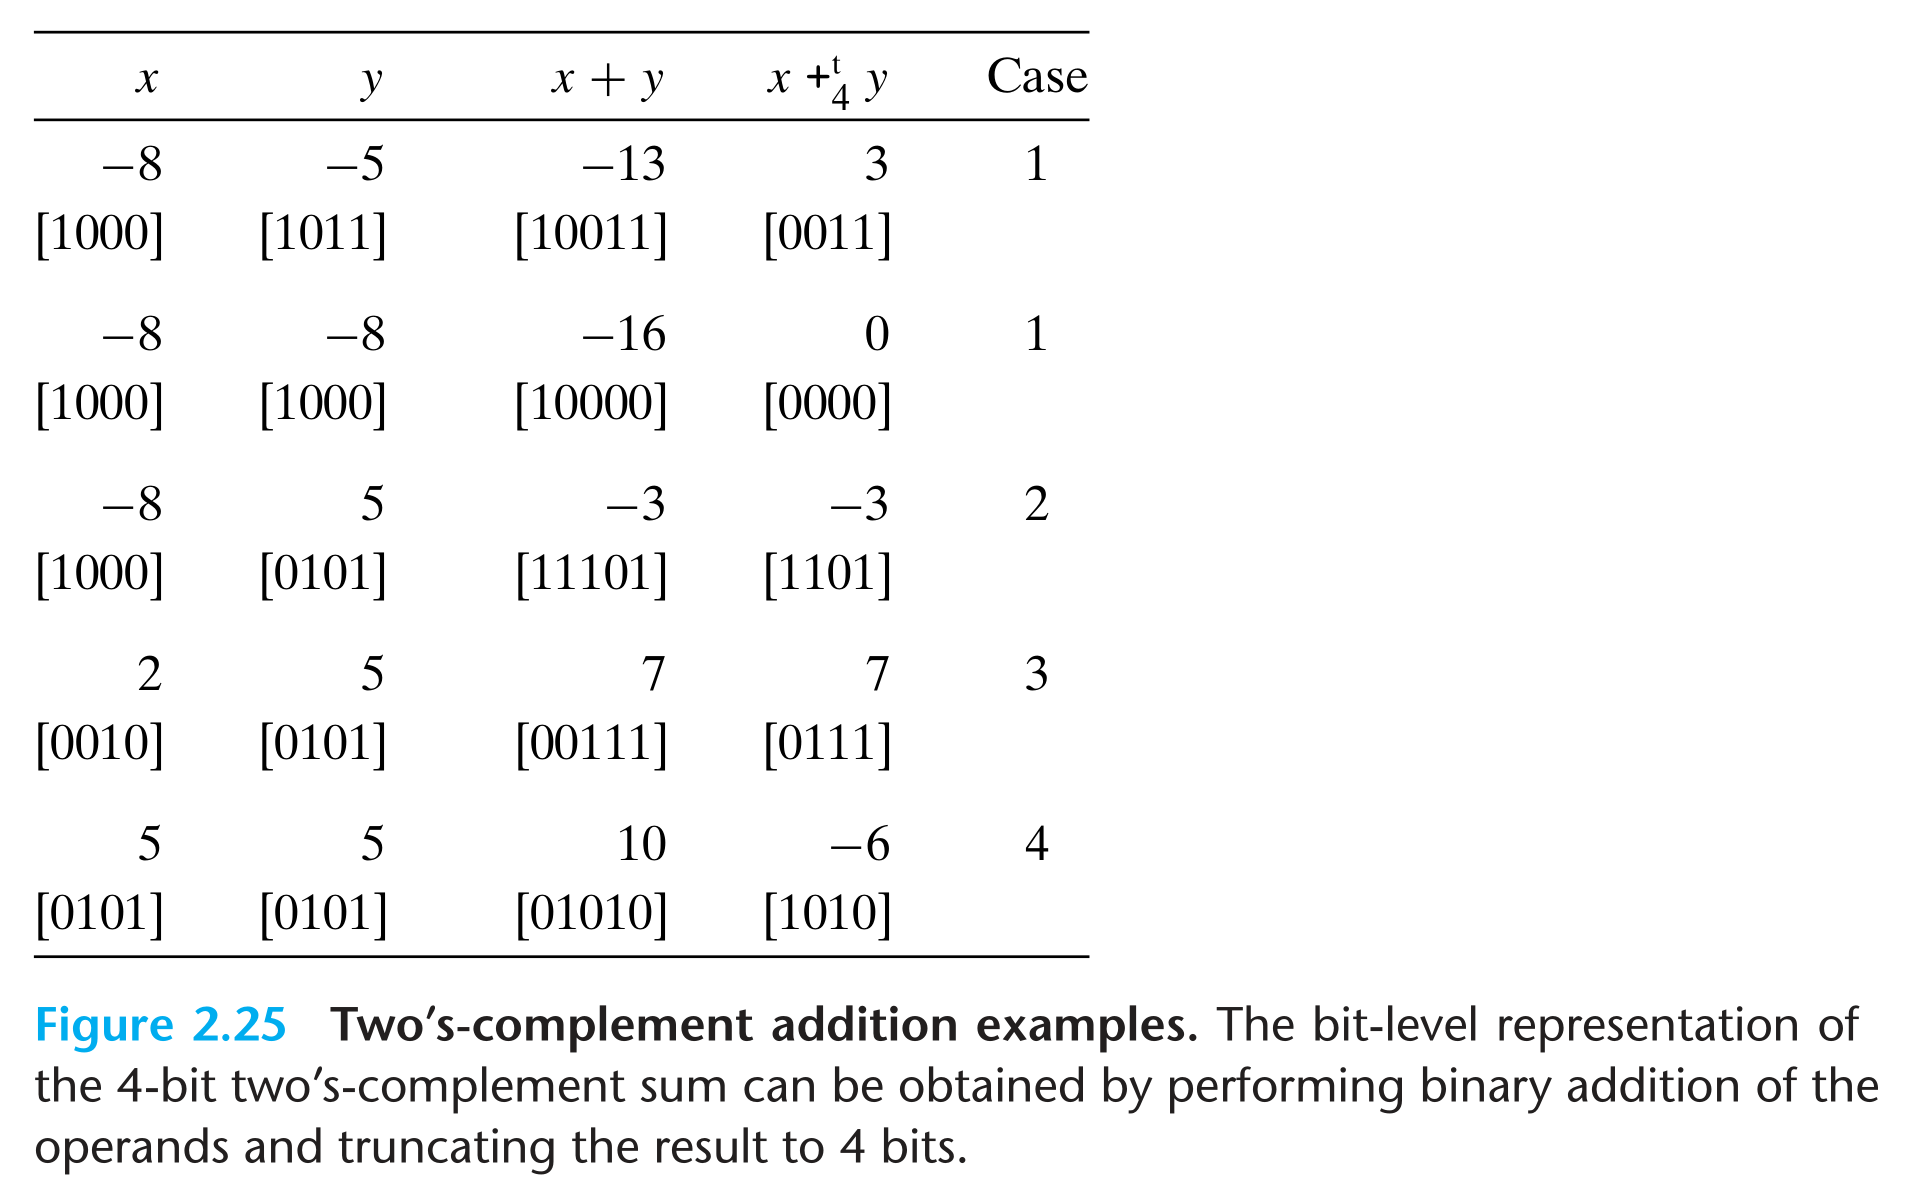 x y x + y x +ᵗ₄ y Case
−8 −5 −13 3 1
[1000] [1011] [10011] [0011]
−8 −8 −16 0 1
[1000] [1000] [10000] [0000]
−8 5 −3 −3 2
[1000] [0101] [11101] [1101]
2 5 7 7 3
[0010] [0101] [00111] [0111]
5 5 10 −6 4
[0101] [0101] [01010] [1010]
Figure 2.25 Two’s-complement addition examples. The bit-level representation of
the 4-bit two’s-complement sum can be obtained by performing binary addition of the
operands and truncating the result to 4 bits.